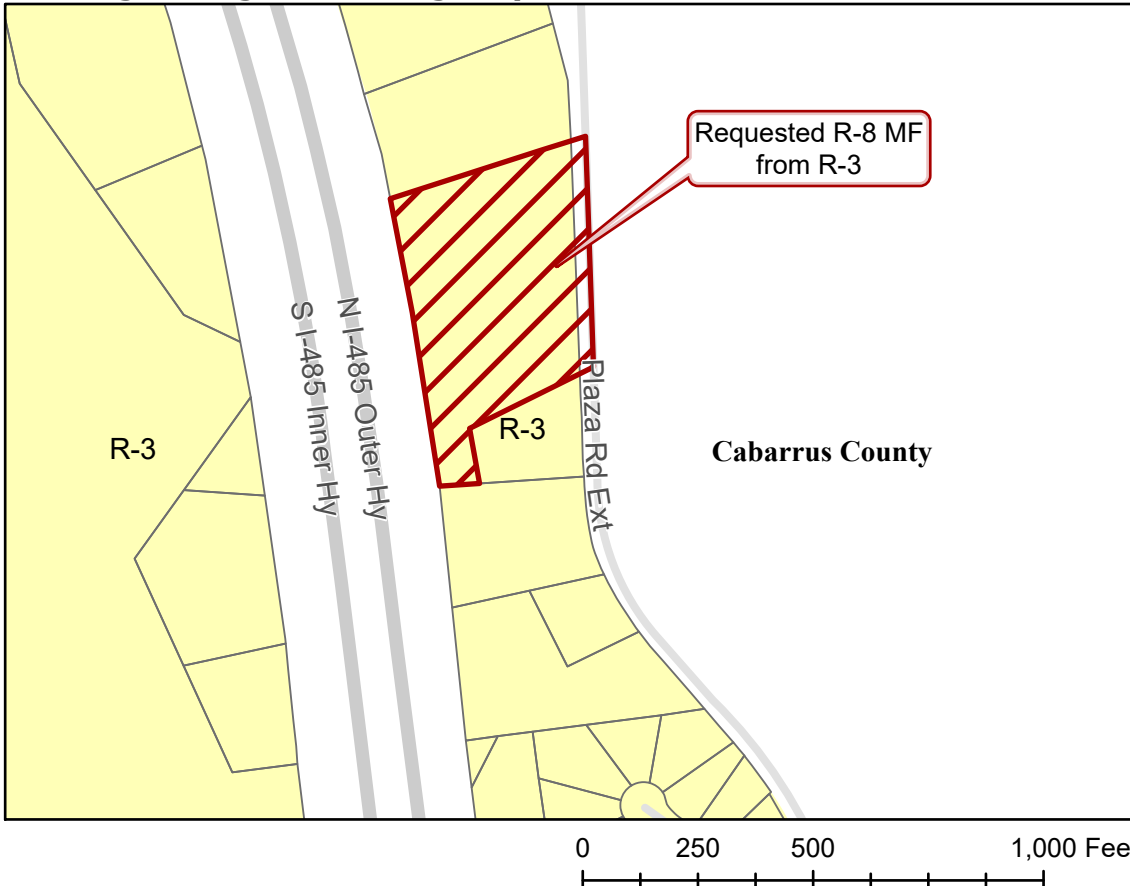 Requested R-8 MF
from R-3
S I-485 Inner Hy
N I-485 Outer Hy
Plaza Rd Ext
R-3
R-3
Cabarrus County
0 250 500 1,000 Fee